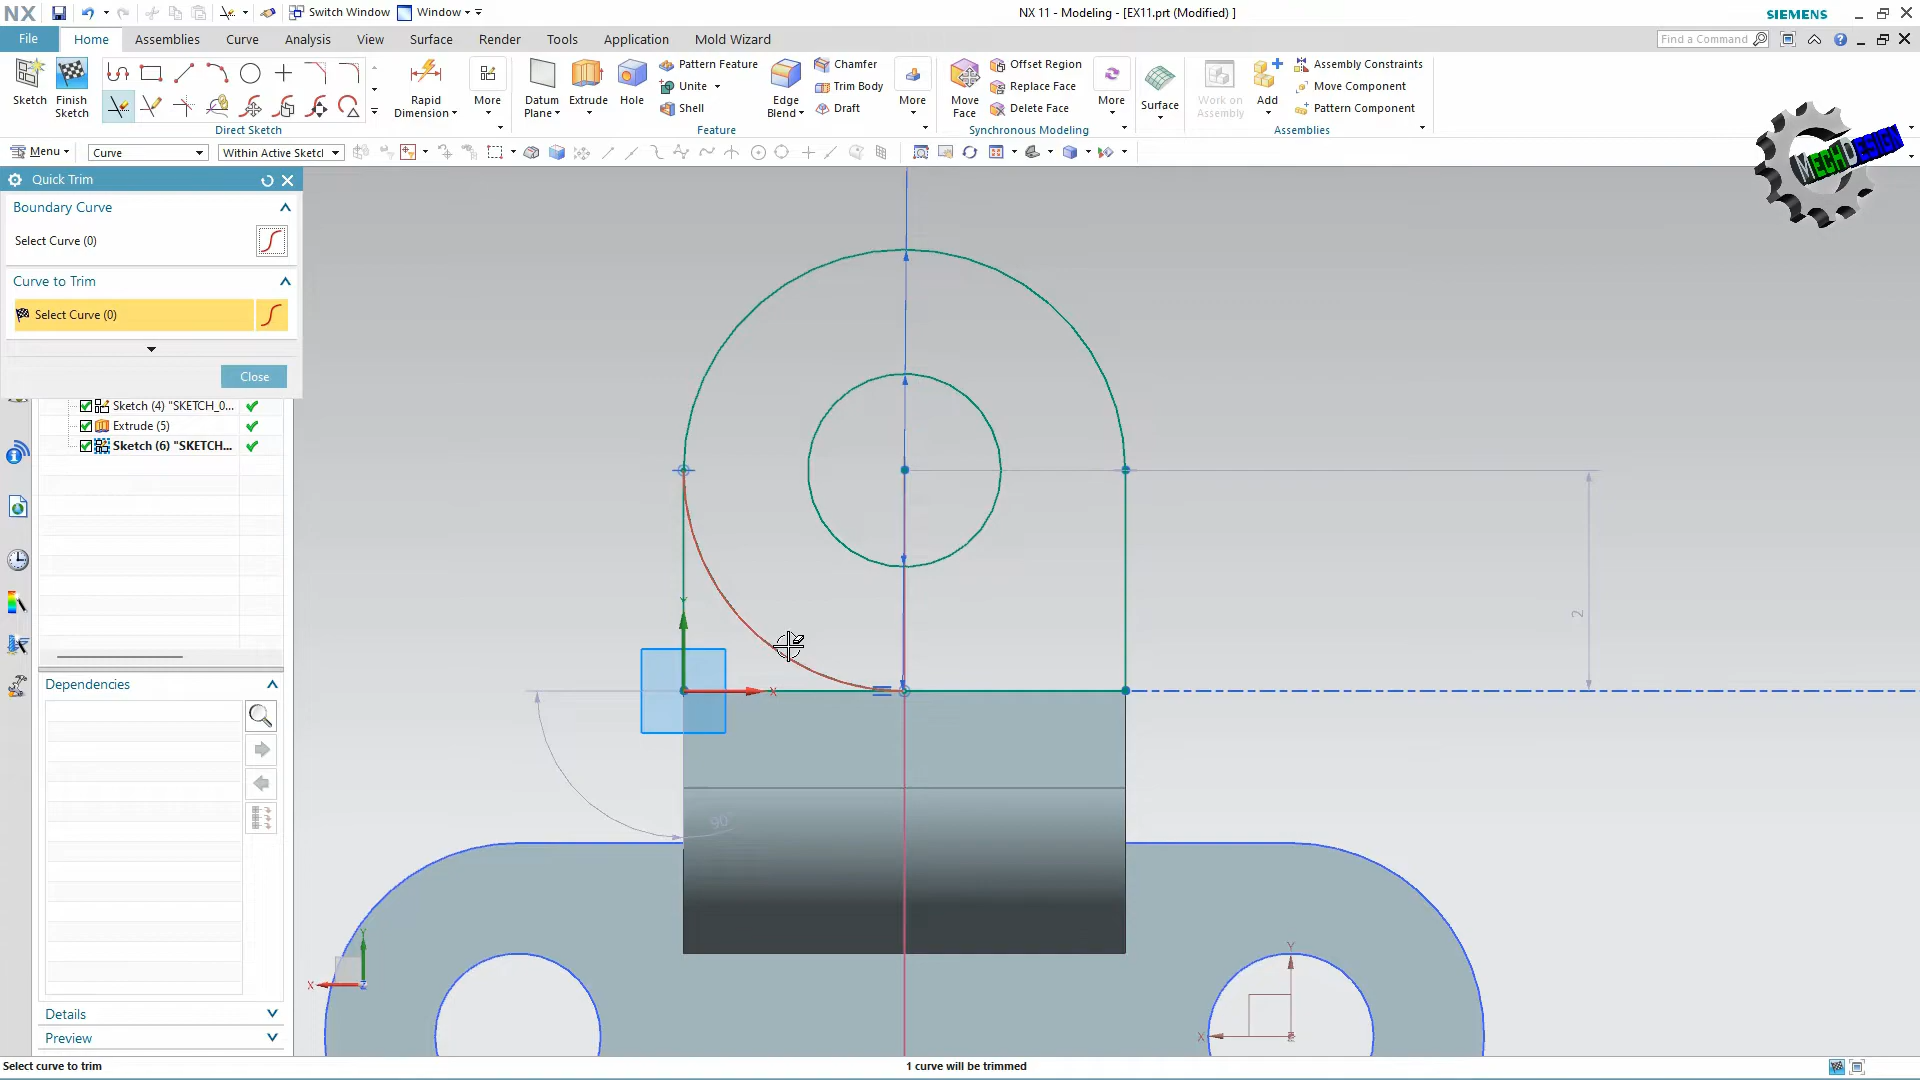 NX
Switch Window
Window
NX 11 - Modeling - [EX11.prt (Modified) ]
SIEMENS
File
Home
Assemblies
Curve
Analysis
View
Surface
Render
Tools
Application
Mold Wizard
Find a Command
Sketch
Finish
Sketch
Direct Sketch
Rapid
Dimension
More
Datum
Plane
Extrude
Hole
Pattern Feature
Unite
Shell
Edge
Blend
Chamfer
Trim Body
Draft
More
Feature
Move
Face
Offset Region
Replace Face
Delete Face
More
Synchronous Modeling
Surface
Work on
Assembly
Add
Assembly Constraints
Move Component
Pattern Component
Assemblies
Menu
Curve
Within Active Sketcl
MECHDESIGN
Quick Trim
Boundary Curve
Select Curve (0)
Curve to Trim
Select Curve (0)
Close
Sketch (4) "SKETCH_0...
Extrude (5)
Sketch (6) "SKETCH...
Dependencies
Details
Preview
Y
X
2
90
Y
X
Z
Y
X
Select curve to trim
1 curve will be trimmed